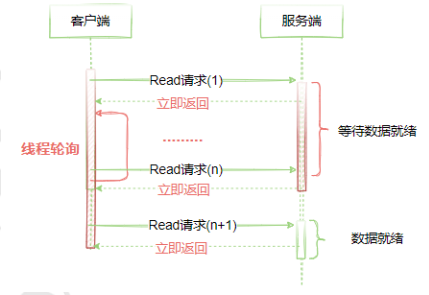 客户端
服务端
Read请求(1)
立即返回
等待数据就绪
线程轮询
Read请求(n)
立即返回
Read请求(n+1)
数据就绪
立即返回